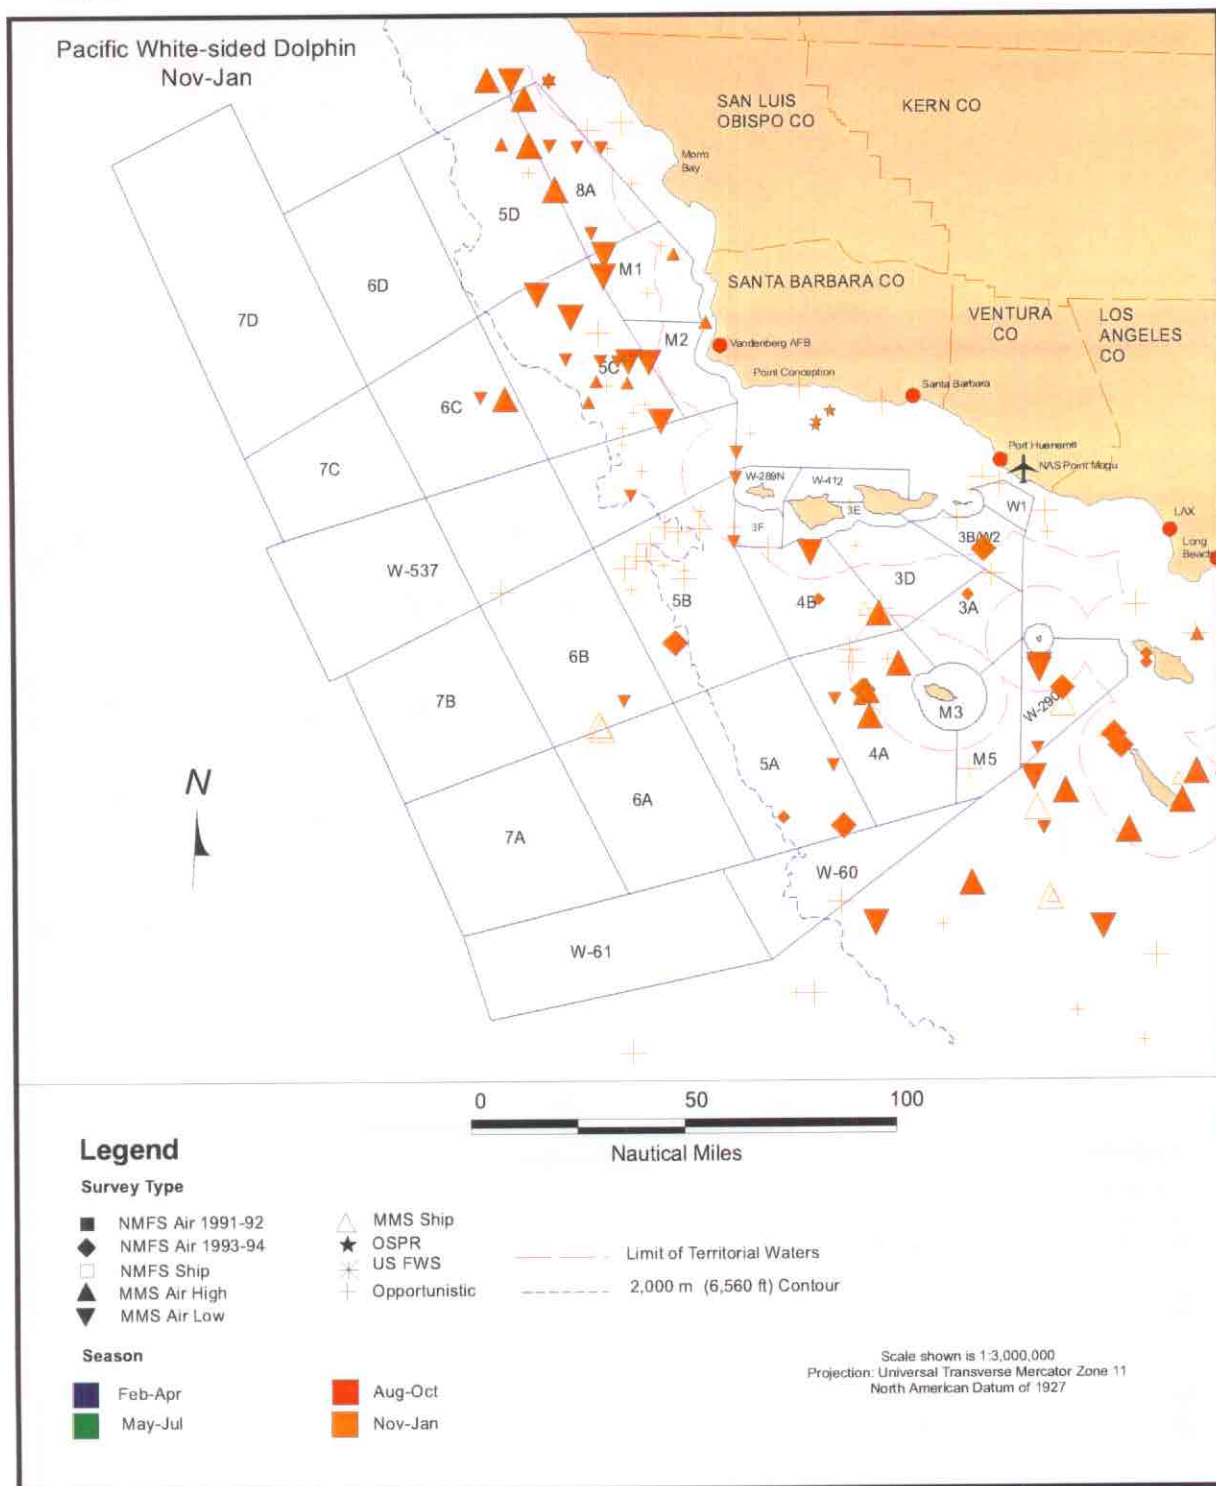 Pacific White-sided Dolphin
Nov-Jan
SAN LUIS
OBISPO CO
KERN CO
Morro
Bay
8A
5D
6D
7D
M1
SANTA BARBARA CO
VENTURA
CO
LOS
ANGELES
CO
M2
Vandenberg AFB
5C
Point Conception
Santa Barbara
6C
7C
Port Hueneme
NAS Point Mugu
W-289N
W-412
W1
3E
3F
LAX
Long
Beach
3B/W2
W-537
3D
5B
4B
3A
6B
7B
M3
W-290
4A
M5
5A
6A
7A
W-60
W-61
N
0
50
100
Nautical Miles
Legend
Survey Type
NMFS Air 1991-92
NMFS Air 1993-94
NMFS Ship
MMS Air High
MMS Air Low
MMS Ship
OSPR
US FWS
Opportunistic
Limit of Territorial Waters
2,000 m (6,560 ft) Contour
Season
Feb-Apr
May-Jul
Aug-Oct
Nov-Jan
Scale shown is 1:3,000,000
Projection: Universal Transverse Mercator Zone 11
North American Datum of 1927